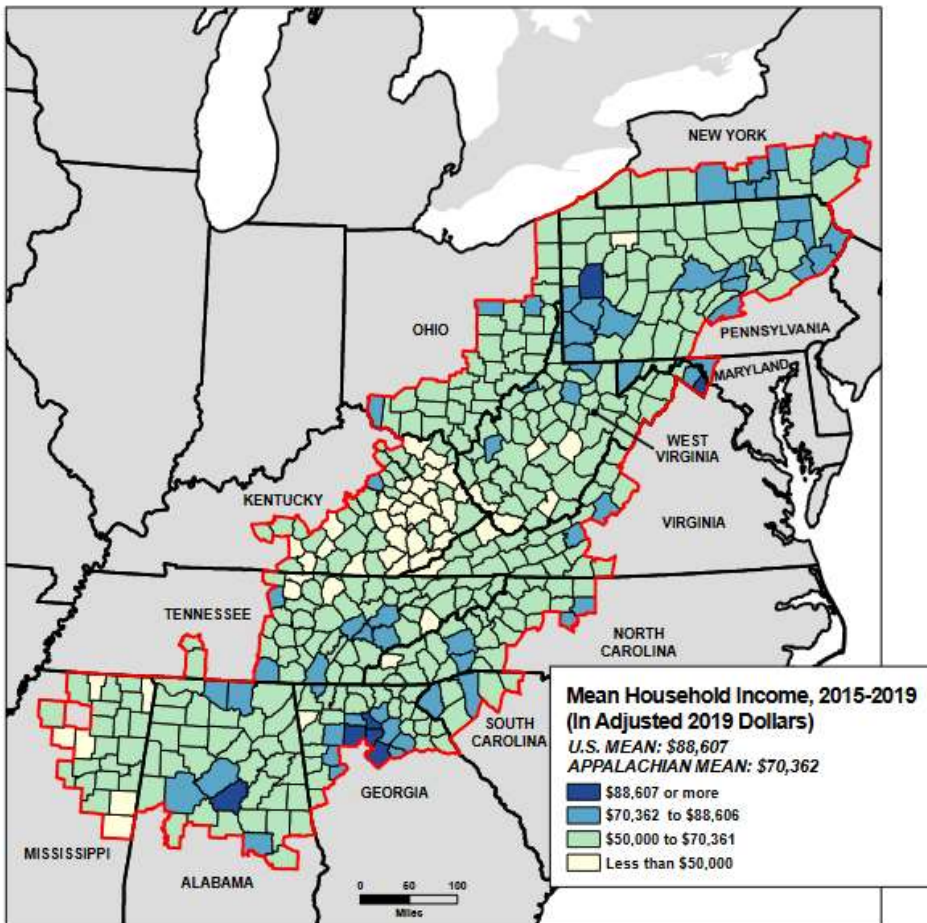 NEW YORK
PENNSYLVANIA
OHIO
MARYLAND
WEST
VIRGINIA
KENTUCKY
VIRGINIA
TENNESSEE
NORTH
CAROLINA
SOUTH
CAROLINA
GEORGIA
MISSISSIPPI
ALABAMA
0 60 100
Miles
Mean Household Income, 2015-2019
(In Adjusted 2019 Dollars)
U.S. MEAN: $88,607
APPALACHIAN MEAN: $70,362
$88,607 or more
$70,362 to $88,606
$50,000 to $70,361
Less than $50,000